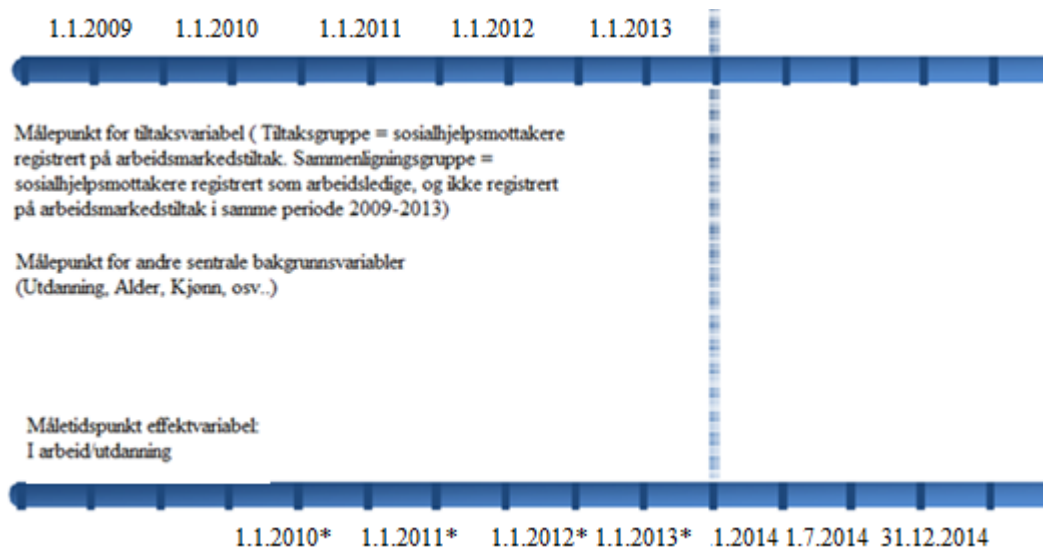 1.1.2009 1.1.2010 1.1.2011 1.1.2012 1.1.2013
Målepunkt for tiltaksvariabel ( Tiltaksgruppe = sosialhjelpsmottakere
registrert på arbeidsmarkedstiltak. Sammenligningsgruppe =
sosialhjelpsmottakere registrert som arbeidsledige, og ikke registrert
på arbeidsmarkedstiltak i samme periode 2009-2013)
Målepunkt for andre sentrale bakgrunnsvariabler
(Utdanning, Alder, Kjønn, osv..)
Måletidspunkt effektvariabel:
I arbeid/utdanning
1.1.2010* 1.1.2011* 1.1.2012* 1.1.2013* .1.2014 1.7.2014 31.12.2014